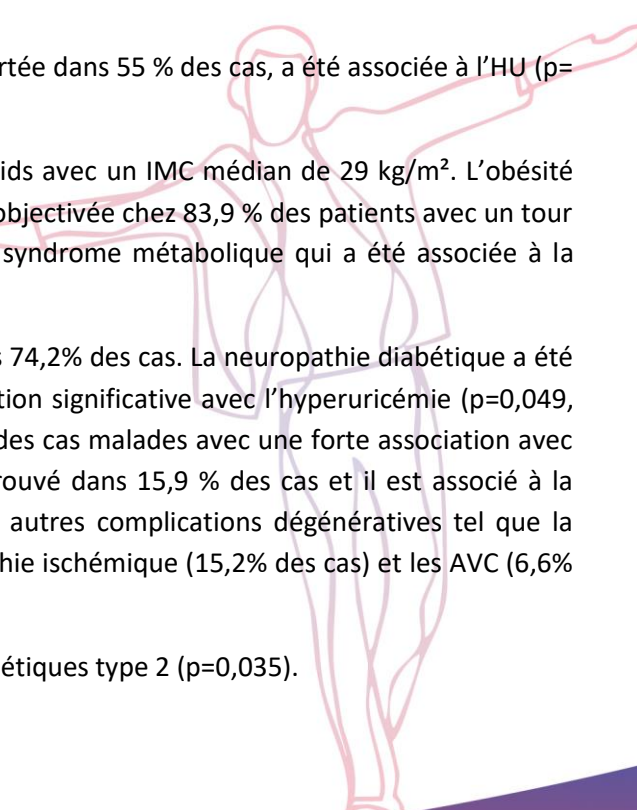 rtée dans 55 % des cas, a été associée à l’HU (p=
ids avec un IMC médian de 29 kg/m². L’obésité
objectivée chez 83,9 % des patients avec un tour
syndrome métabolique qui a été associée à la
s 74,2% des cas. La neuropathie diabétique a été
tion significative avec l’hyperuricémie (p=0,049,
des cas malades avec une forte association avec
rouvé dans 15,9 % des cas et il est associé à la
autres complications dégénératives tel que la
hie ischémique (15,2% des cas) et les AVC (6,6%
étiques type 2 (p=0,035).